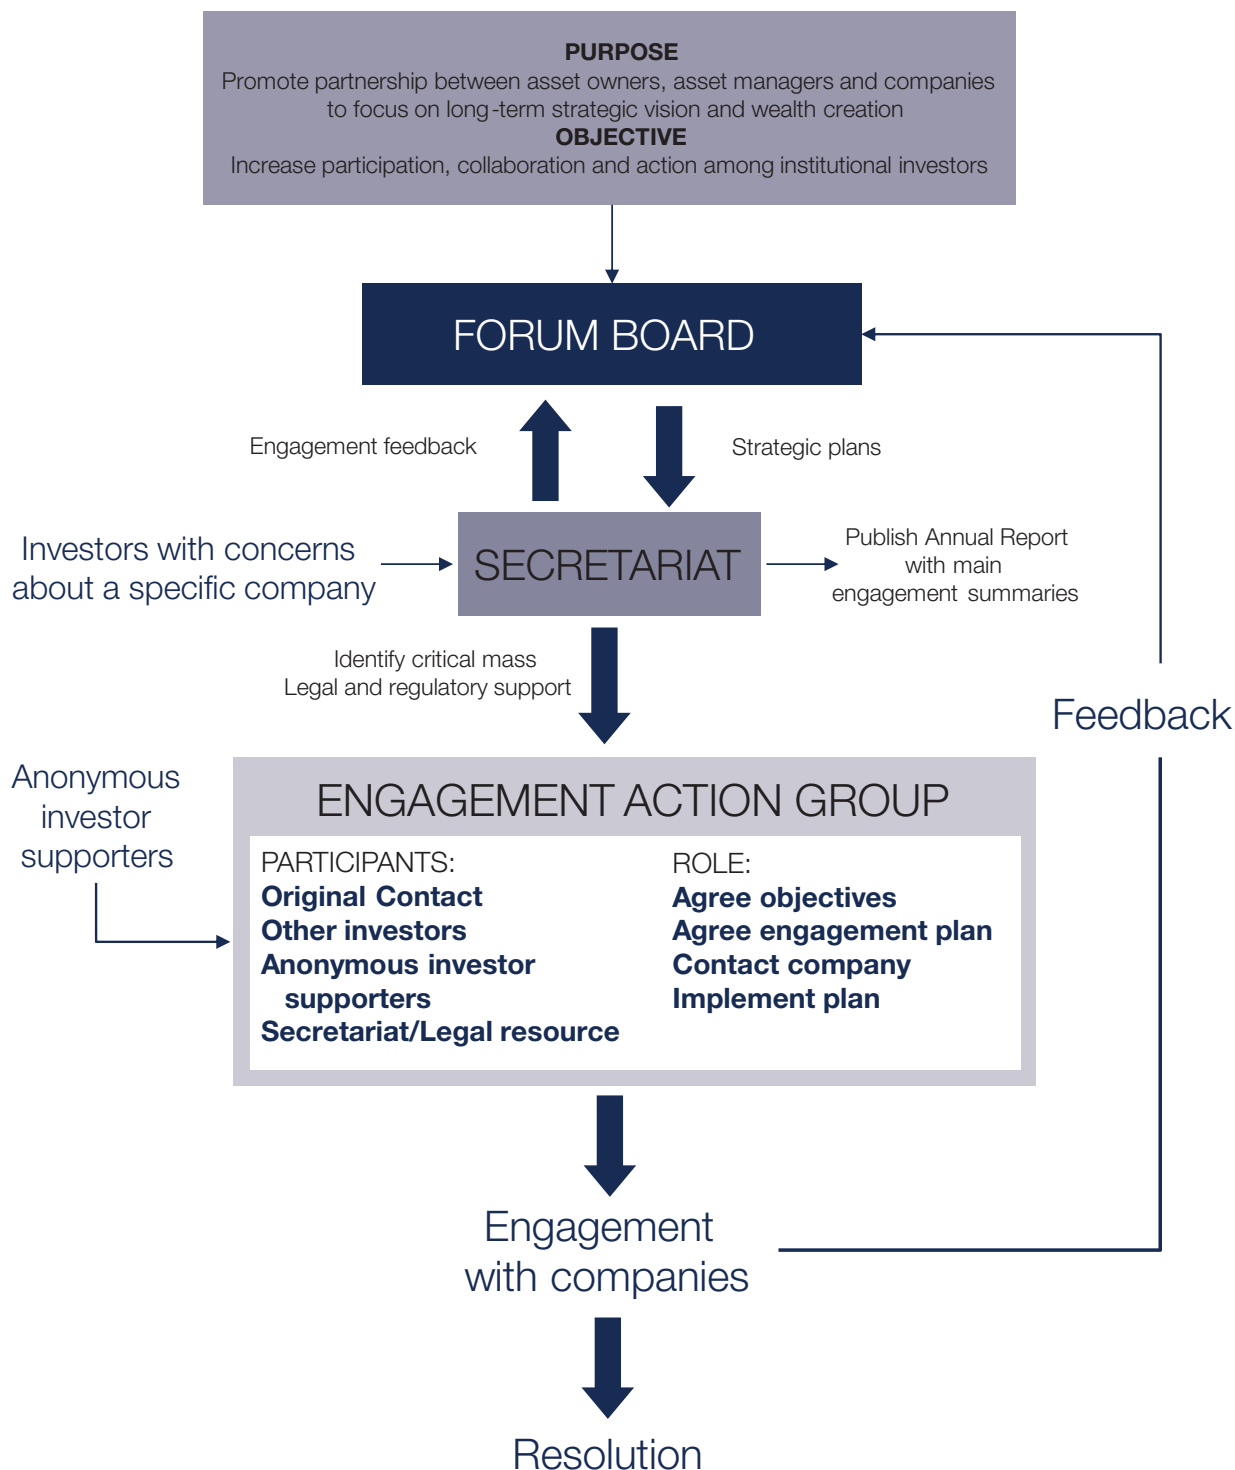 PURPOSE
Promote partnership between asset owners, asset managers and companies
to focus on long-term strategic vision and wealth creation
OBJECTIVE
Increase participation, collaboration and action among institutional investors
FORUM BOARD
Engagement feedback
Strategic plans
Investors with concerns
about a specific company
SECRETARIAT
Publish Annual Report
with main
engagement summaries
Identify critical mass
Legal and regulatory support
Feedback
Anonymous
investor
supporters
ENGAGEMENT ACTION GROUP
PARTICIPANTS:
Original Contact
Other investors
Anonymous investor
supporters
Secretariat/Legal resource
ROLE:
Agree objectives
Agree engagement plan
Contact company
Implement plan
Engagement
with companies
Resolution